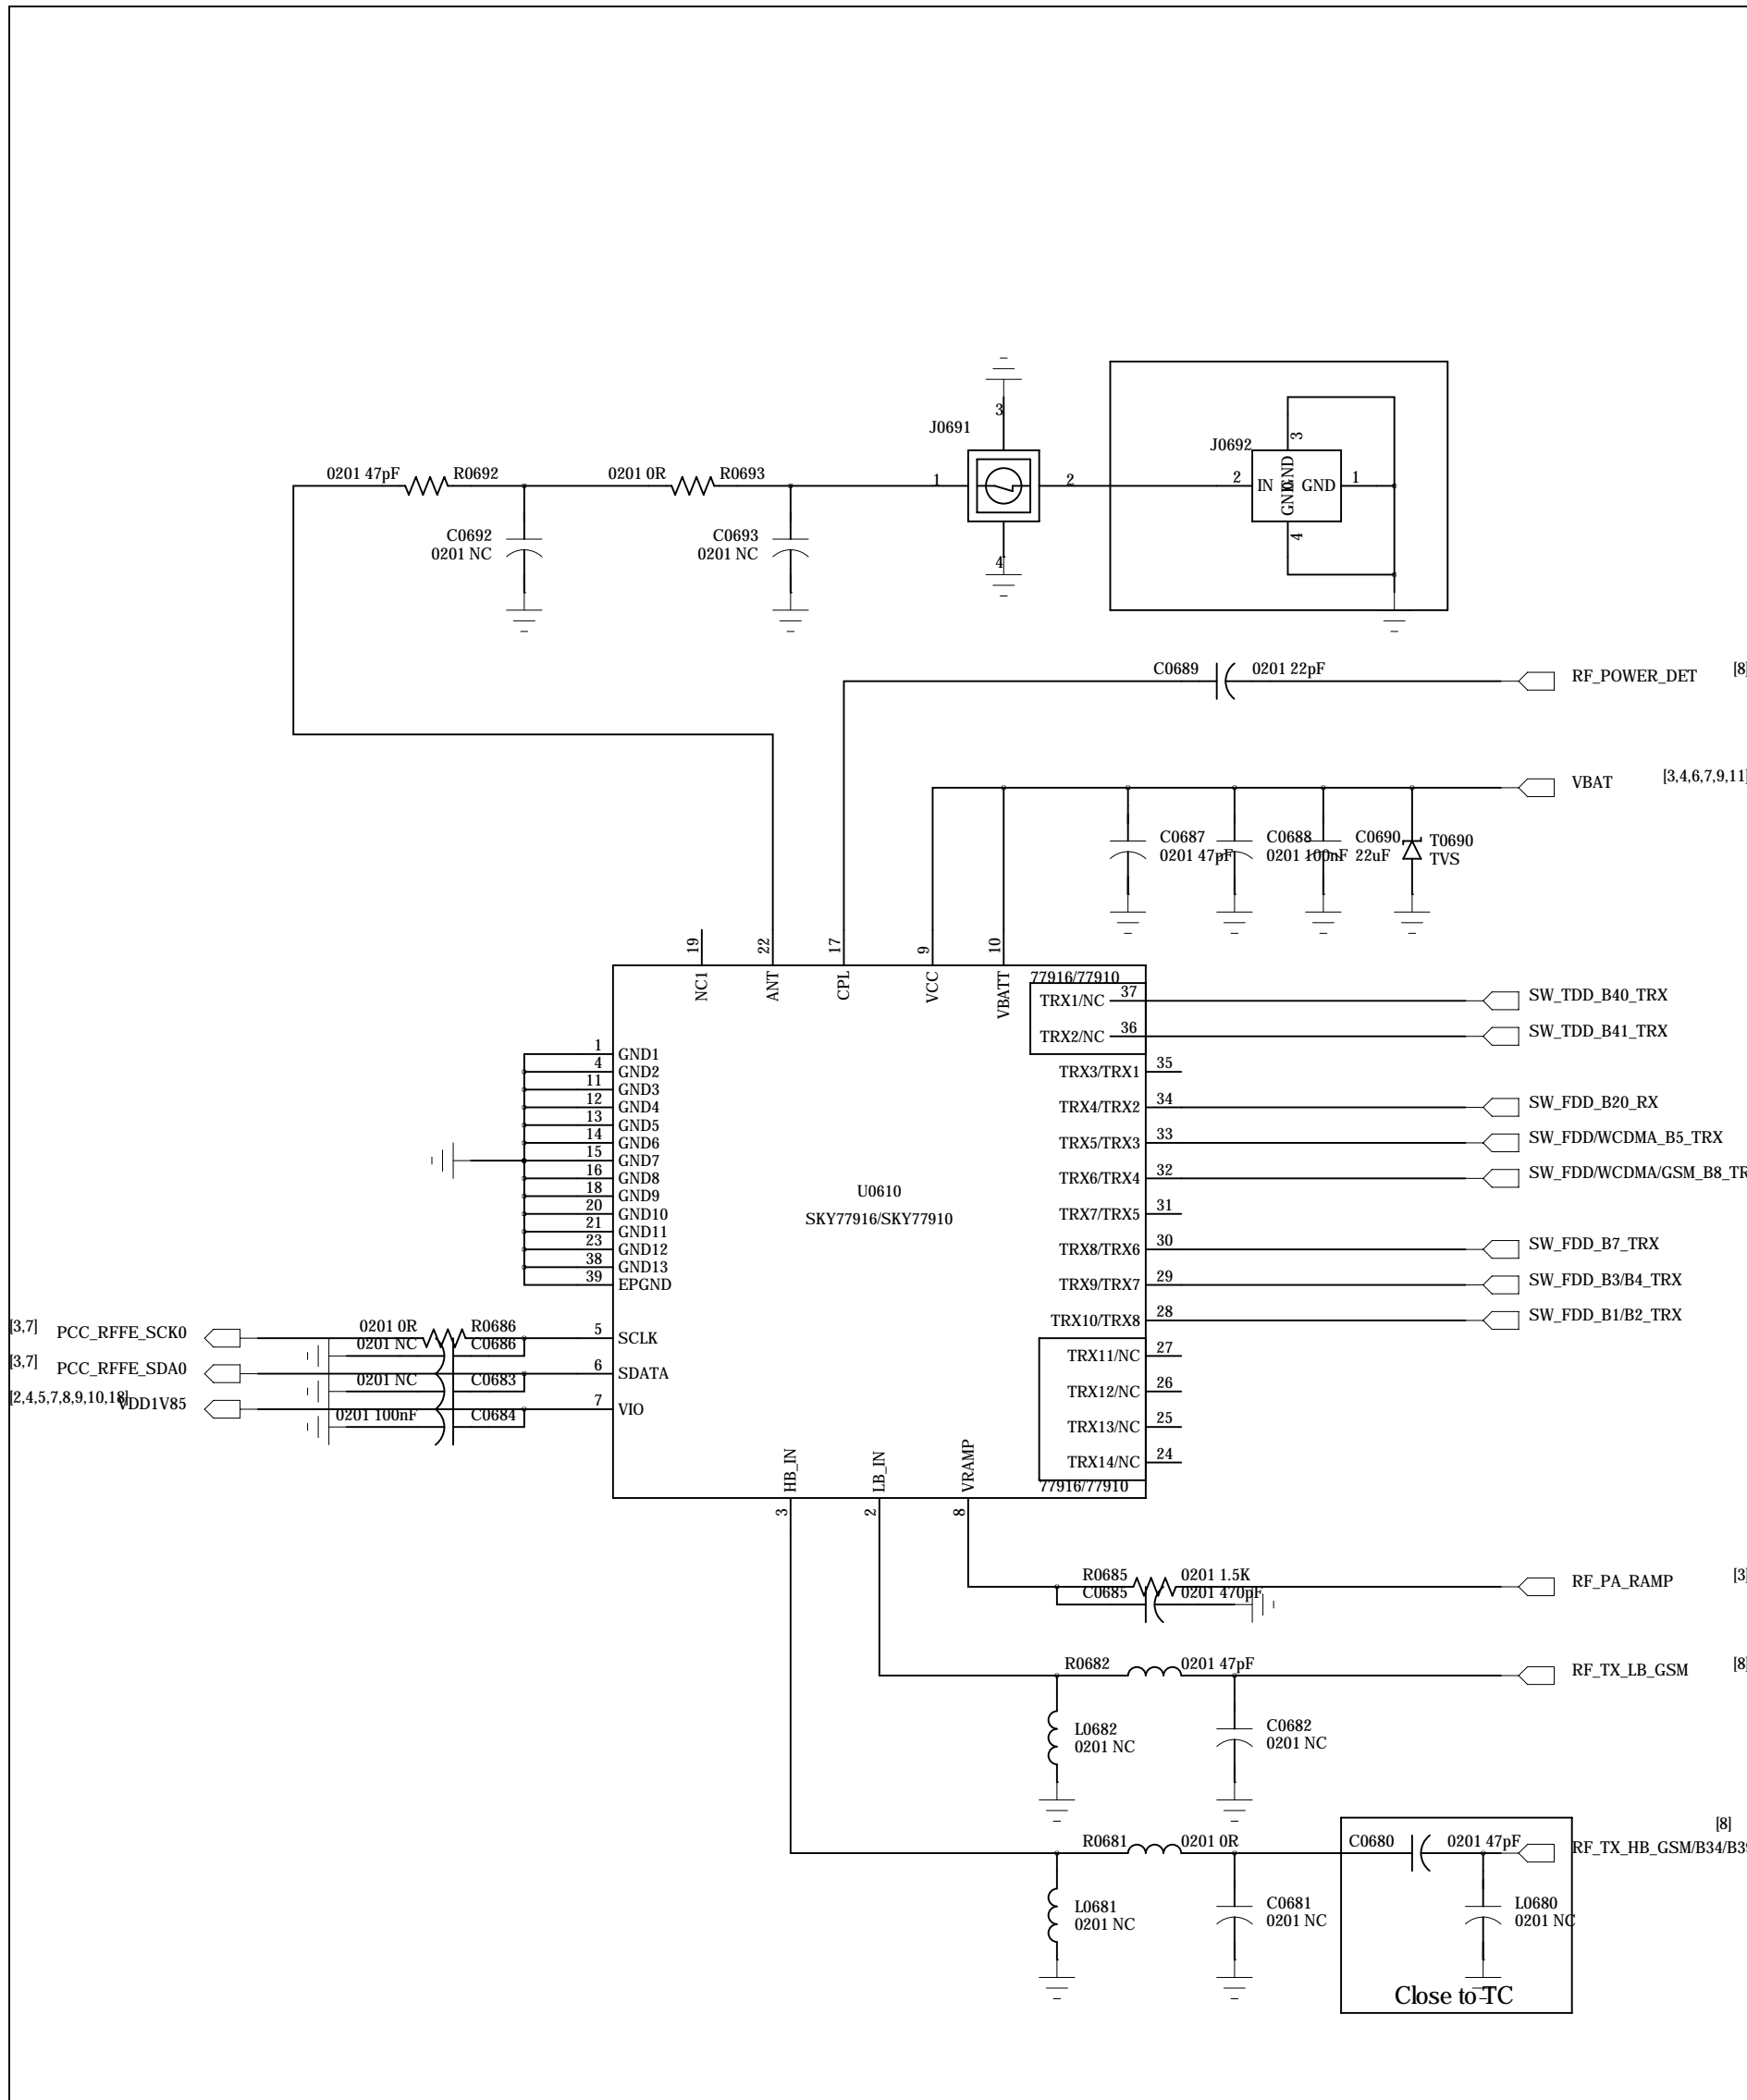 3
J0691
J0692
3
0201 47pF R0692
0201 0R R0693
1
2
2
IN
GND
GND
GND
1
C0692
0201 NC
C0693
0201 NC
4
4
C0689
0201 22pF
RF_POWER_DET
[8]
VBAT
[3,4,6,7,9,11]
C0687
0201 47pF
C0688
0201 100nF
C0690
22uF
T0690
TVS
19
22
17
9
10
NC1
ANT
CPL
VCC
VBATT
77916/77910
TRX1/NC 37 SW_TDD_B40_TRX
TRX2/NC 36 SW_TDD_B41_TRX
TRX3/TRX1 35
TRX4/TRX2 34 SW_FDD_B20_RX
TRX5/TRX3 33 SW_FDD/WCDMA_B5_TRX
TRX6/TRX4 32 SW_FDD/WCDMA/GSM_B8_TR
TRX7/TRX5 31
TRX8/TRX6 30 SW_FDD_B7_TRX
TRX9/TRX7 29 SW_FDD_B3/B4_TRX
TRX10/TRX8 28 SW_FDD_B1/B2_TRX
TRX11/NC 27
TRX12/NC 26
TRX13/NC 25
TRX14/NC 24
77916/77910
1 GND1
4 GND2
11 GND3
12 GND4
13 GND5
14 GND6
15 GND7
16 GND8
18 GND9
20 GND10
21 GND11
23 GND12
38 GND13
39 EPGND
U0610
SKY77916/SKY77910
[3,7] PCC_RFFE_SCK0
0201 0R R0686
5 SCLK
0201 NC C0686
[3,7] PCC_RFFE_SDA0
6 SDATA
0201 NC C0683
[2,4,5,7,8,9,10,18] VDD1V85
7 VIO
0201 100nF C0684
HB_IN
LB_IN
VRAMP
3
2
8
R0685 0201 1.5K
C0685 0201 470pF
RF_PA_RAMP
[3]
R0682 0201 47pF
RF_TX_LB_GSM
[8]
L0682
0201 NC
C0682
0201 NC
[8]
R0681 0201 0R
C0680 0201 47pF
RF_TX_HB_GSM/B34/B39
L0681
0201 NC
C0681
0201 NC
L0680
0201 NC
Close to TC